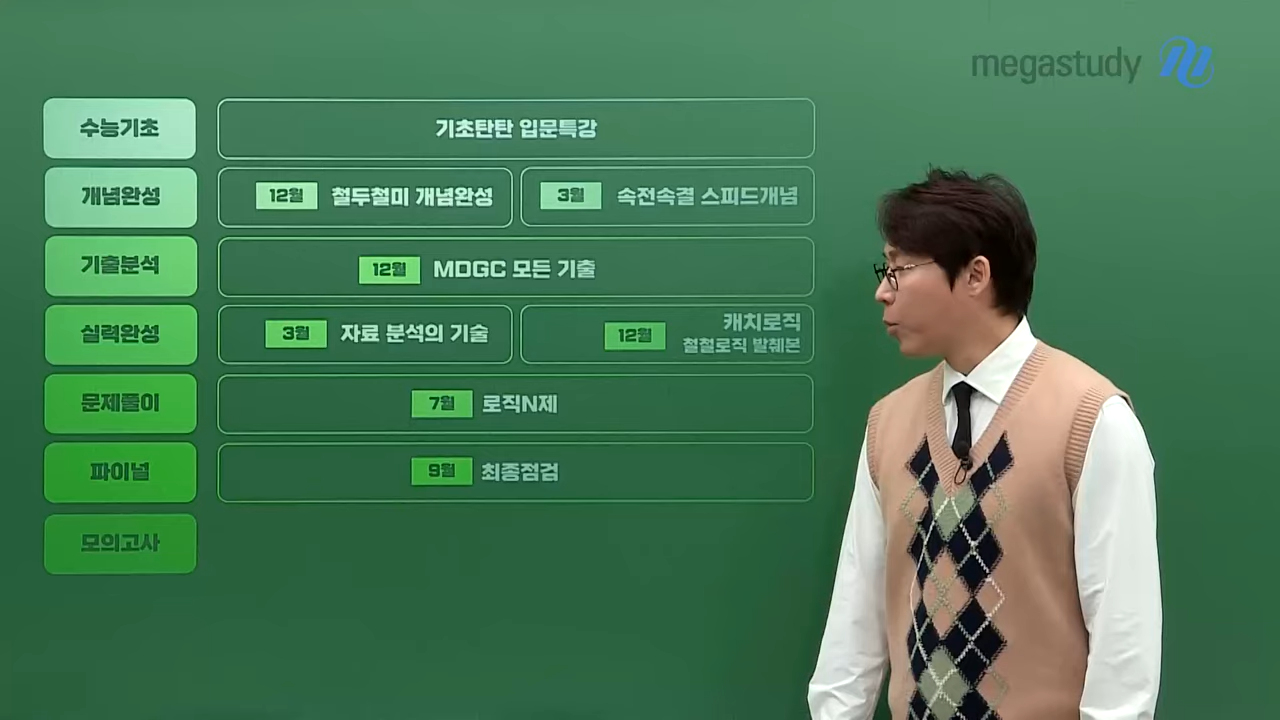 megastudy
수능기초
기초탄탄 입문특강
개념완성
12월 철두철미 개념완성
3월 속전속결 스피드개념
기출분석
12월 MDGC 모든 기출
실력완성
3월 자료 분석의 기술
12월 캐치로직
철철로직 발췌본
문제풀이
7월 로직N제
파이널
9월 최종점검
모의고사